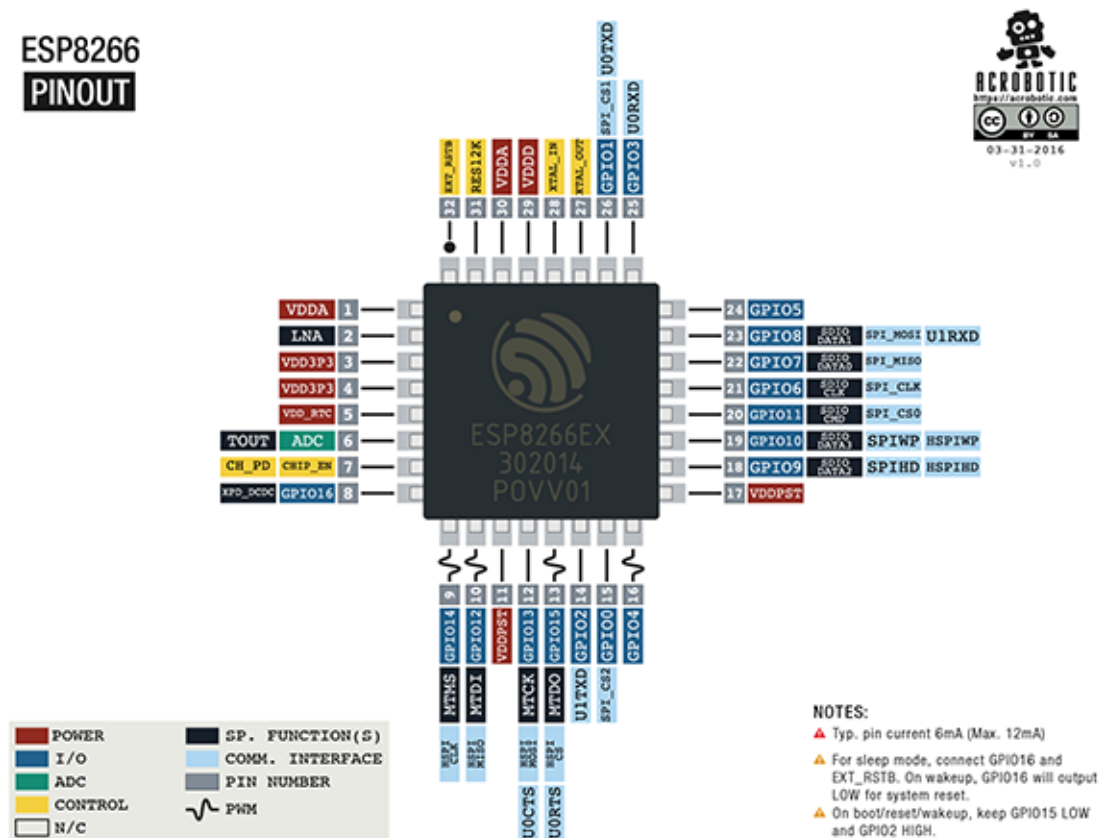 ESP8266
PINOUT
ACROBOTIC
https://acrobotic.com
CC BY SA
03-31-2016
v1.0
U0TXD
SPI_CS1 U0RXD
EXT_RSTB RES12K VDDA VDDD XTAL_IN XTAL_OUT GPIO1 GPIO3
32 31 30 29 28 27 26 25
VDDA 1
LNA 2
VDD3P3 3
VDD3P3 4
VDD_RTC 5
TOUT ADC 6
CH_PD CHIP_EN 7
XPD_DCDC GPIO16 8
ESP8266EX
302014
P0VV01
24 GPIO5
23 GPIO8 SDIO DATA1 SPI_MOSI U1RXD
22 GPIO7 SDIO DATA0 SPI_MISO
21 GPIO6 SDIO CLK SPI_CLK
20 GPIO11 SDIO CMD SPI_CS0
19 GPIO10 SDIO DATA3 SPIWP HSPIWP
18 GPIO9 SDIO DATA2 SPIHD HSPIHD
17 VDDPST
9 10 11 12 13 14 15 16
GPIO14 GPIO12 VDDPST GPIO13 GPIO15 GPIO2 GPIO0 GPIO4
MTMS MTDI MTCK MTDO U1TXD SPI_CS2
HSPI CLK HSPI MISO HSPI MOSI HSPI CS
U0CTS U0RTS
POWER
I/O
ADC
CONTROL
N/C
SP. FUNCTION(S)
COMM. INTERFACE
PIN NUMBER
PWM
NOTES:
Typ. pin current 6mA (Max. 12mA)
For sleep mode, connect GPIO16 and
EXT_RSTB. On wakeup, GPIO16 will output
LOW for system reset.
On boot/reset/wakeup, keep GPIO15 LOW
and GPIO2 HIGH.